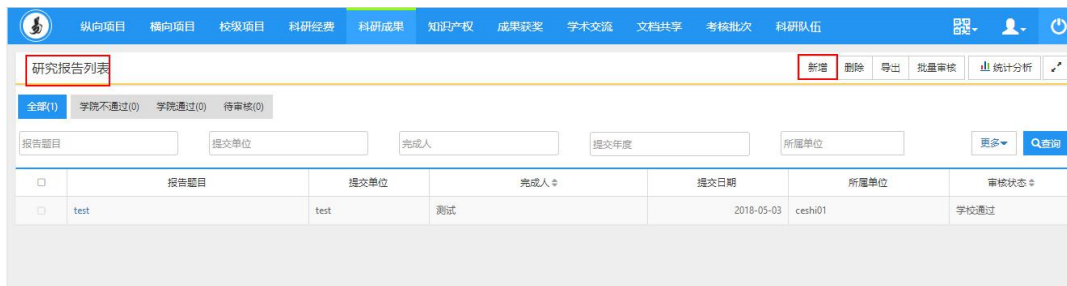 纵向项目 横向项目 校级项目 科研经费 科研成果 知识产权 成果获奖 学术交流 文档共享 考核批次 科研队伍
研究报告列表 新增 删除 导出 批量审核 统计分析
全部(1) 学院不通过(0) 学院通过(0) 待审核(0)
报告题目 提交单位 完成人 提交年度 所属单位 更多 查询
报告题目 提交单位 完成人 提交日期 所属单位 审核状态
test test 测试 2018-05-03 ceshi01 学校通过